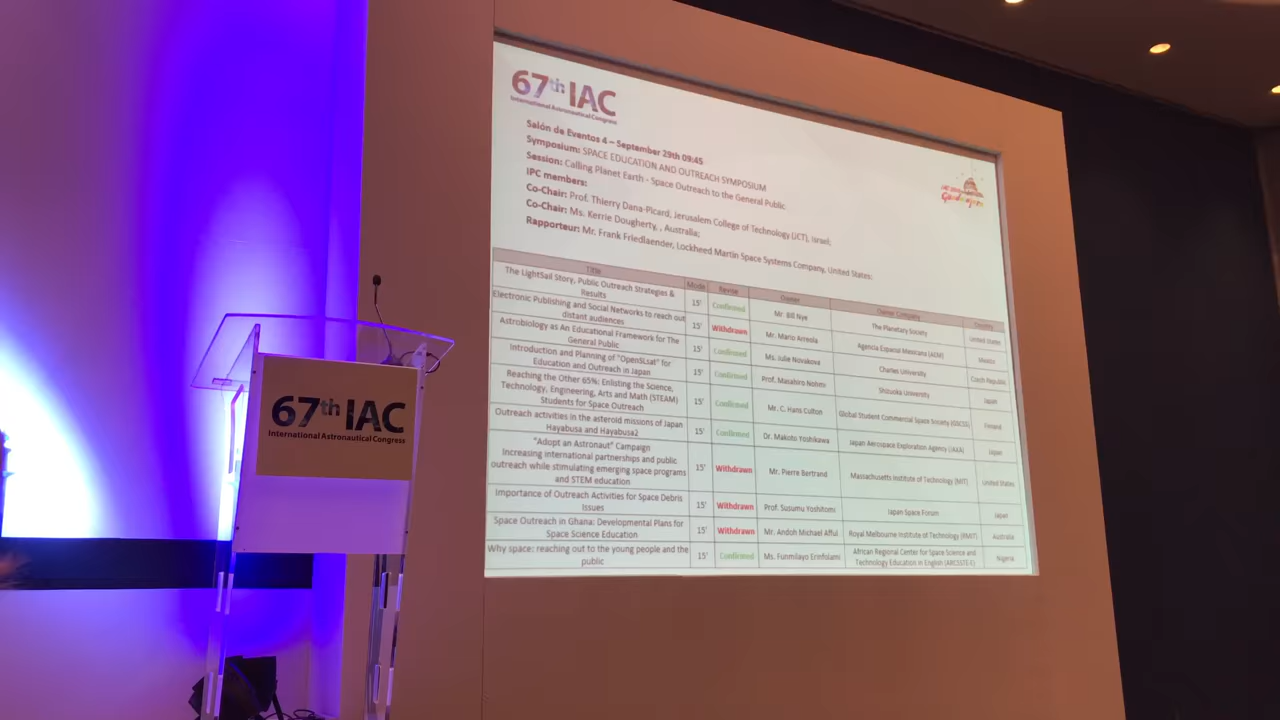 67th IAC
International Astronautical Congress
Salón de Eventos 4 – September 29th 09:45
Symposium: SPACE EDUCATION AND OUTREACH SYMPOSIUM
Session: Calling Planet Earth - Space Outreach to the General Public
IPC members:
Co-Chair: Prof. Thierry Dana-Picard, Jerusalem College of Technology (JCT), Israel;
Co-Chair: Ms. Kerrie Dougherty, , Australia;
Rapporteur: Mr. Frank Friedlaender, Lockheed Martin Space Systems Company, United States;
Title Mode Revise Owner Owner Company Country
The LightSail Story, Public Outreach Strategies &
Results 15' Confirmed Mr. Bill Nye The Planetary Society United States
Electronic Publishing and Social Networks to reach out
distant audiences 15' Withdrawn Mr. Mario Arreola Agencia Espacial Mexicana (AEM) Mexico
Astrobiology as An Educational Framework for The
General Public 15' Confirmed Ms. Julie Novakova Charles University Czech Republic
Introduction and Planning of "OpenSLsat" for
Education and Outreach in Japan 15' Confirmed Prof. Masahiro Nohmi Shizuoka University Japan
Reaching the Other 65%: Enlisting the Science,
Technology, Engineering, Arts and Math (STEAM)
Students for Space Outreach 15' Confirmed Mr. C. Hans Culton Global Student Commercial Space Society (GSCSS) Finland
Outreach activities in the asteroid missions of Japan
Hayabusa and Hayabusa2 15' Confirmed Dr. Makoto Yoshikawa Japan Aerospace Exploration Agency (JAXA) Japan
"Adopt an Astronaut" Campaign
Increasing international partnerships and public
outreach while stimulating emerging space programs
and STEM education 15' Withdrawn Mr. Pierre Bertrand Massachusetts Institute of Technology (MIT) United States
Importance of Outreach Activities for Space Debris
Issues 15' Withdrawn Prof. Susumu Yoshitomi Japan Space Forum Japan
Space Outreach in Ghana: Developmental Plans for
Space Science Education 15' Withdrawn Mr. Andoh Michael Afful Royal Melbourne Institute of Technology (RMIT) Australia
Why space: reaching out to the young people and the
public 15' Confirmed Ms. Funmilayo Erinfolami African Regional Center for Space Science and
Technology Education in English (ARCSSTE-E) Nigeria
67th IAC
International Astronautical Congress